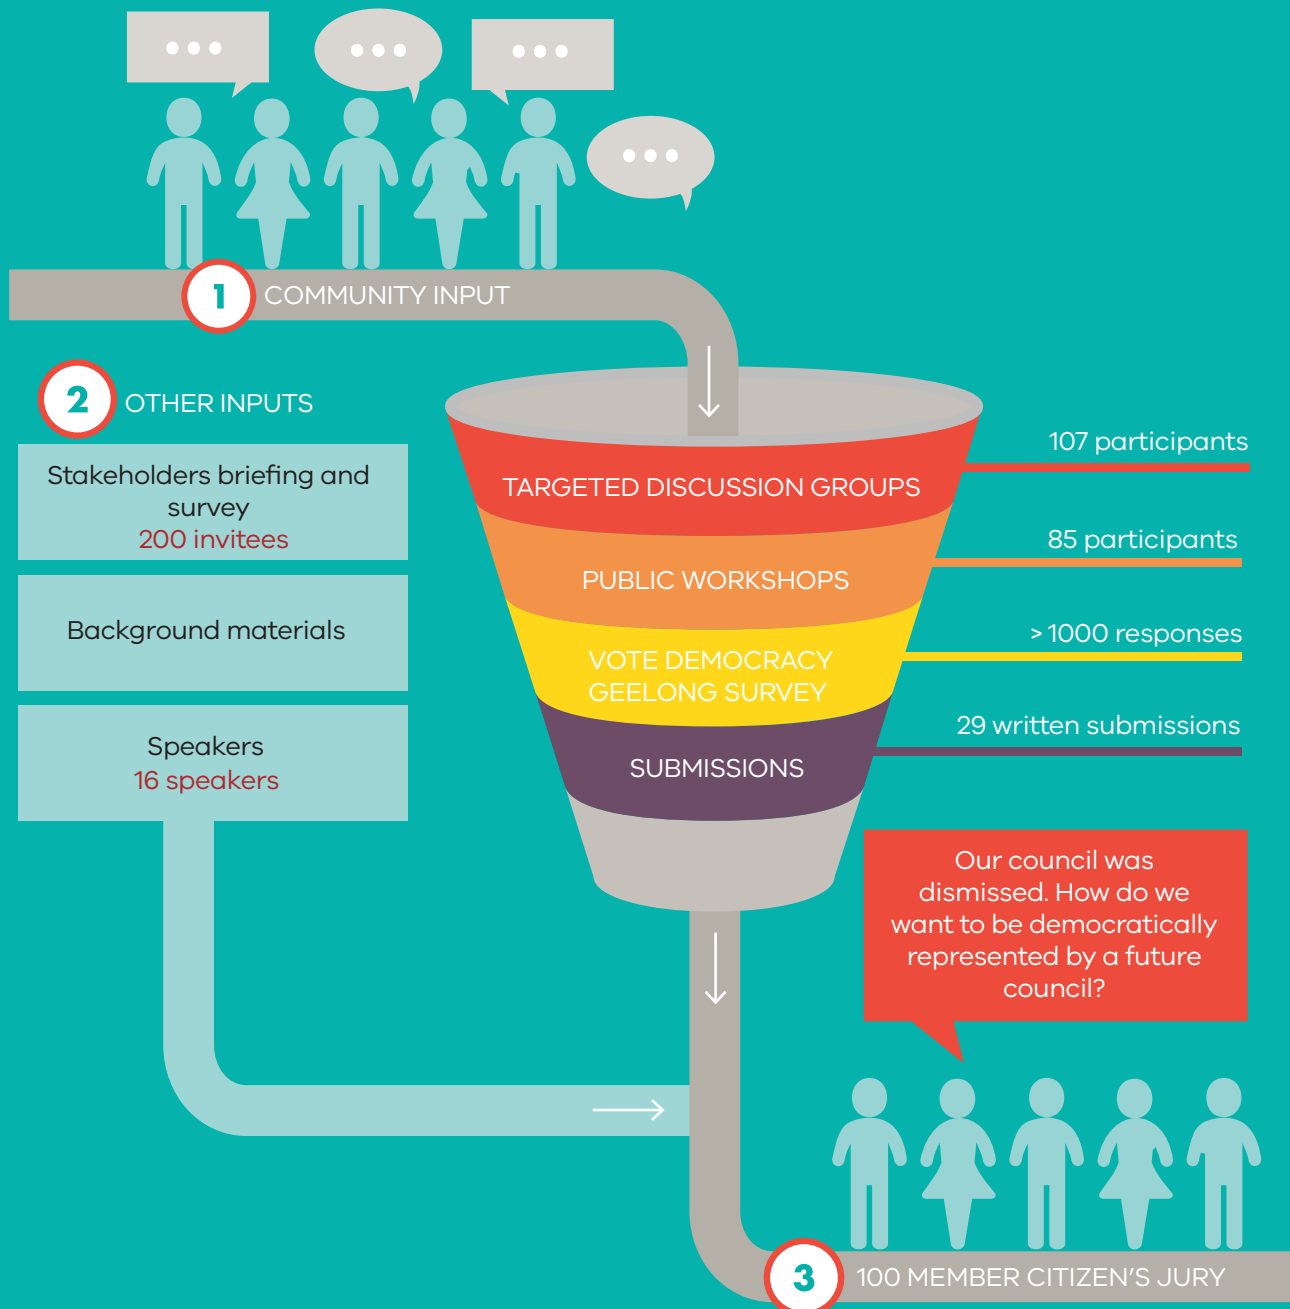 1 COMMUNITY INPUT
2 OTHER INPUTS
Stakeholders briefing and
survey
200 invitees
Background materials
Speakers
16 speakers
TARGETED DISCUSSION GROUPS
107 participants
PUBLIC WORKSHOPS
85 participants
VOTE DEMOCRACY
GEELONG SURVEY
> 1000 responses
SUBMISSIONS
29 written submissions
Our council was
dismissed. How do we
want to be democratically
represented by a future
council?
3 100 MEMBER CITIZEN'S JURY